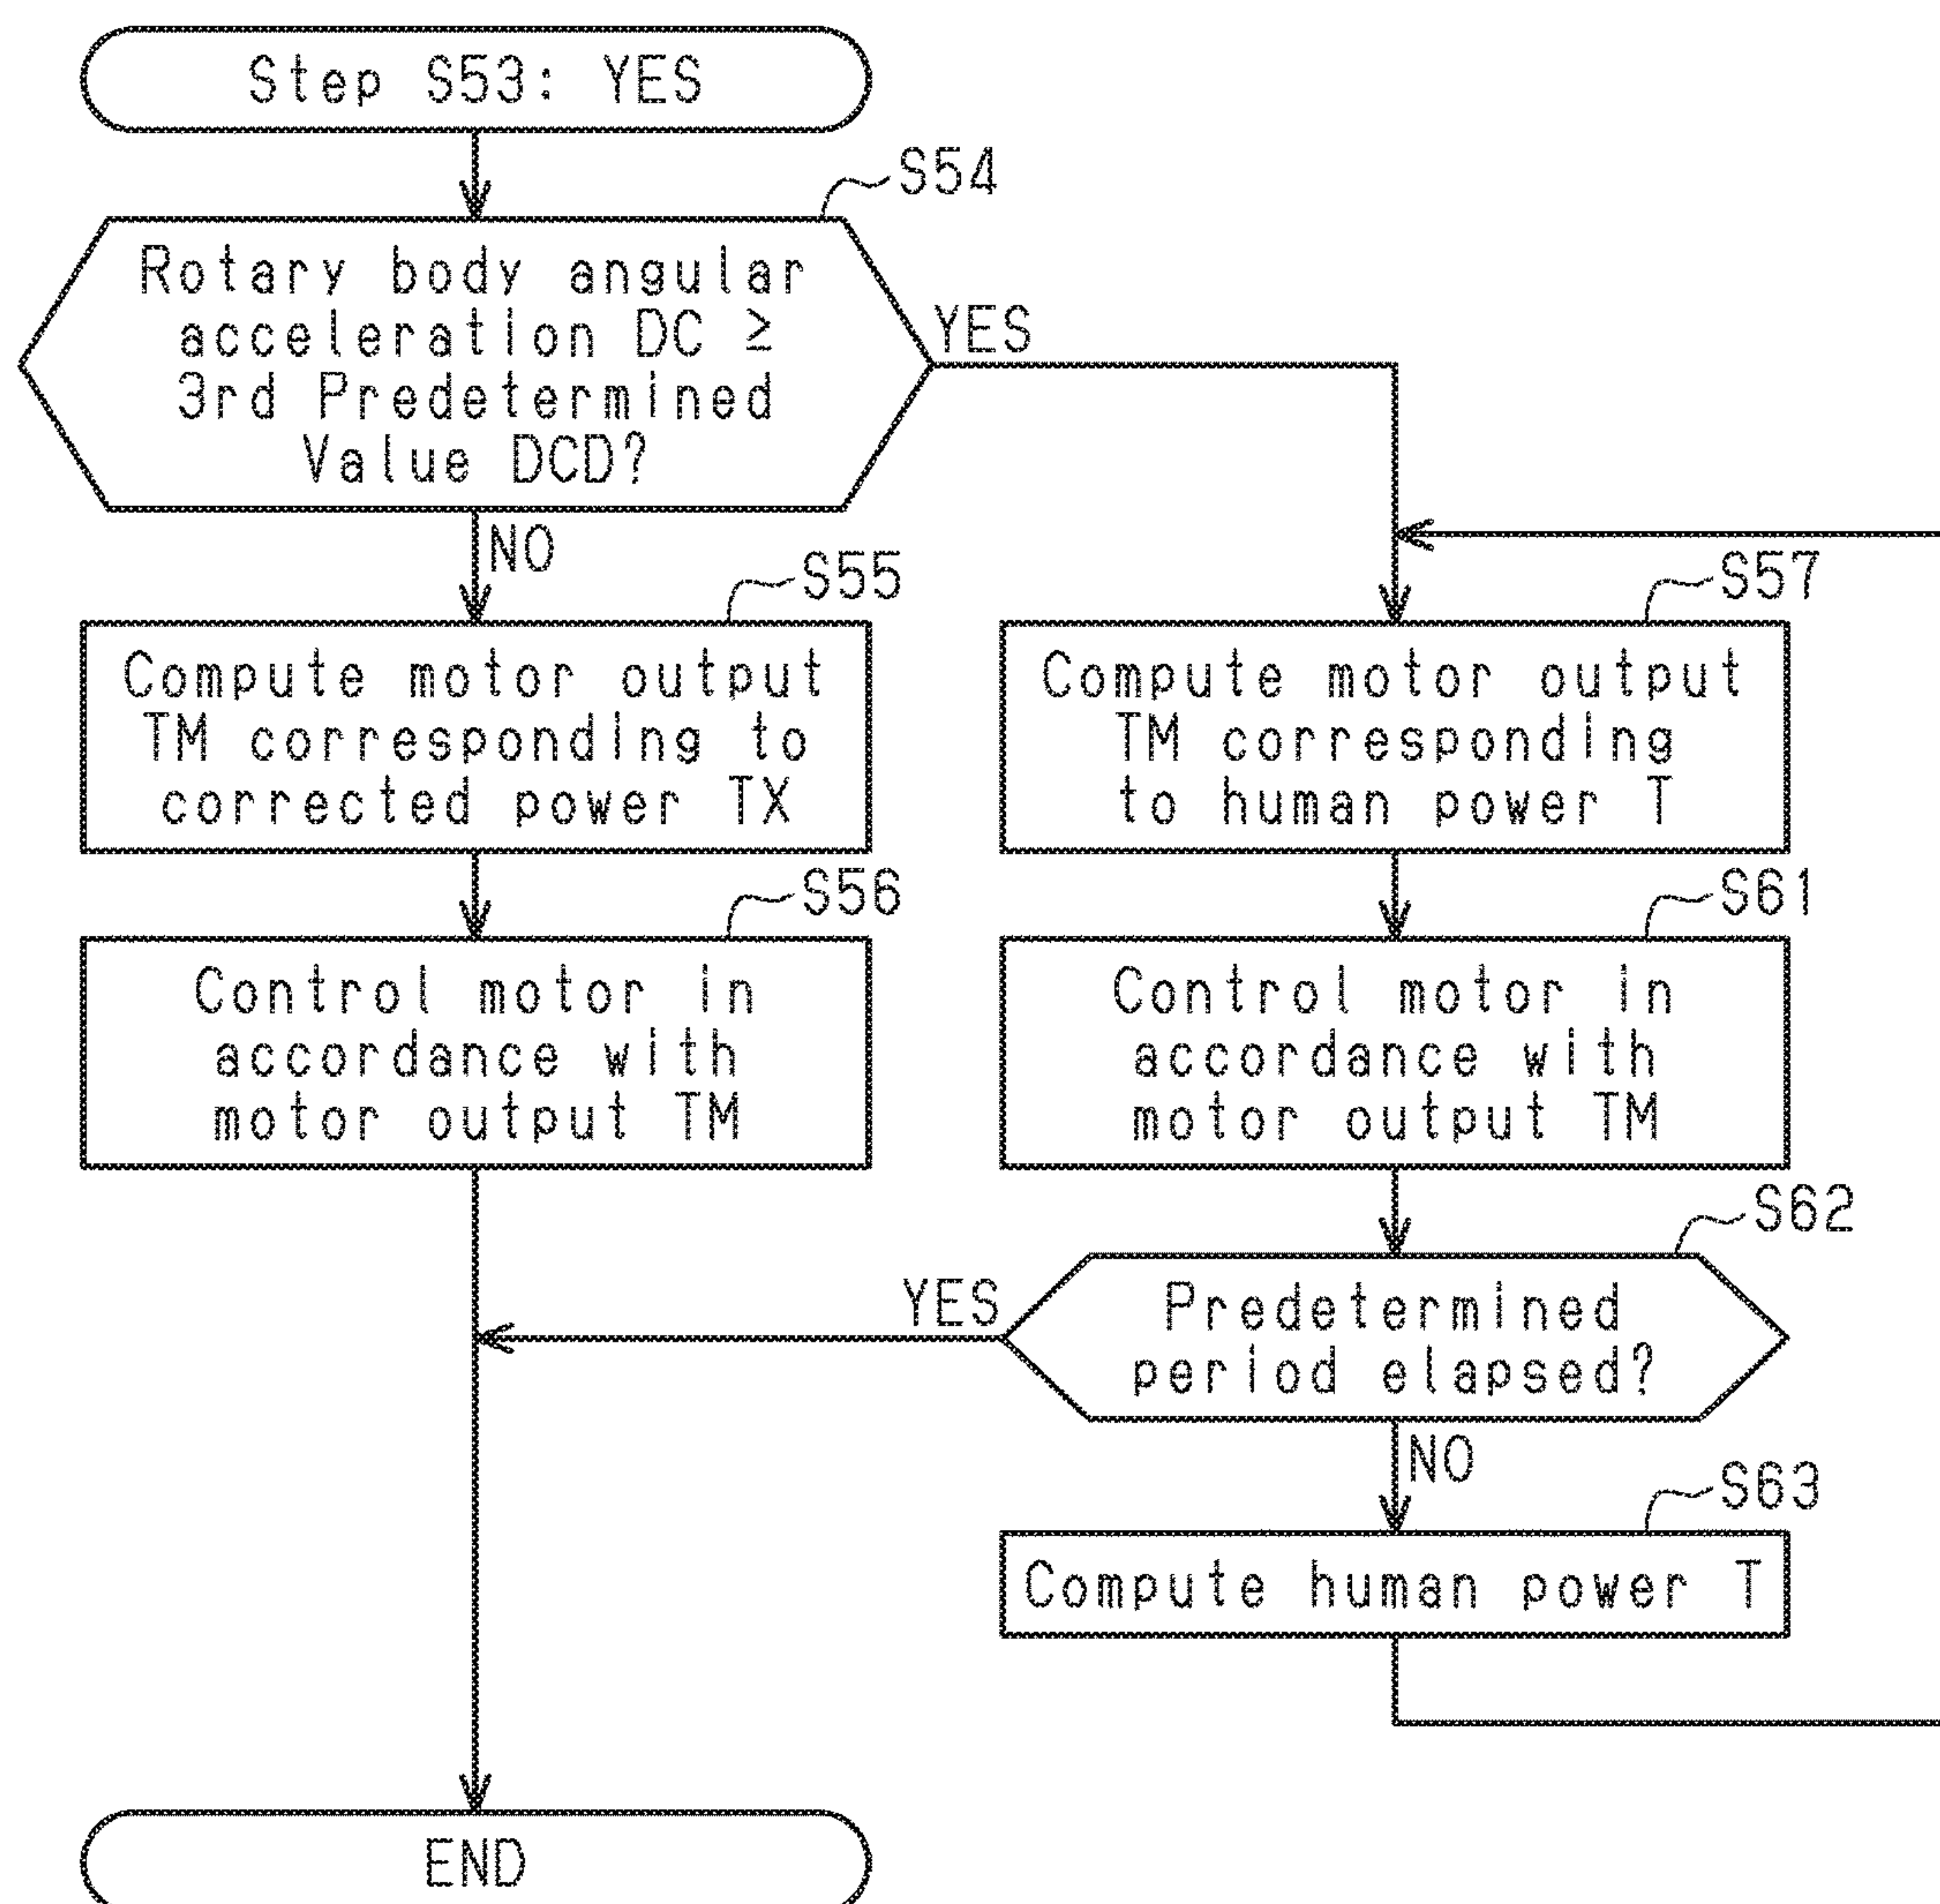 Step S53: YES
S54
Rotary body angular
acceleration DC ≥
3rd Predetermined
Value DCD?
YES
NO
S55
Compute motor output
TM corresponding to
corrected power TX
S56
Control motor in
accordance with
motor output TM
S57
Compute motor output
TM corresponding
to human power T
S61
Control motor in
accordance with
motor output TM
S62
Predetermined
period elapsed?
YES
NO
S63
Compute human power T
END